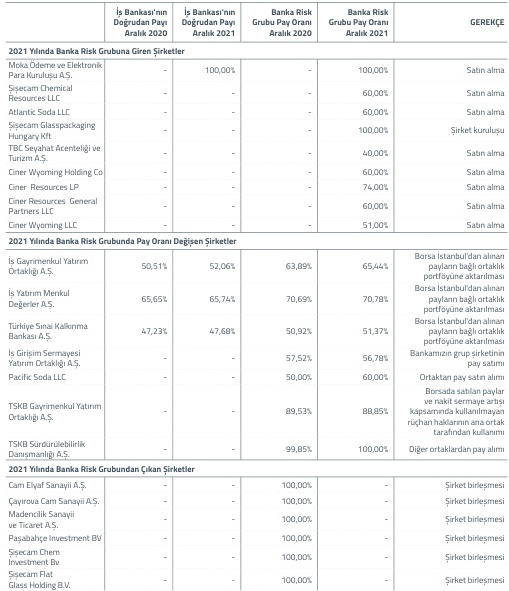 İş Bankası'nın Doğrudan Payı Aralık 2020 İş Bankası'nın Doğrudan Payı Aralık 2021 Banka Risk Grubu Pay Oranı Aralık 2020 Banka Risk Grubu Pay Oranı Aralık 2021 GEREKÇE
2021 Yılında Banka Risk Grubuna Giren Şirketler
Moka Ödeme ve Elektronik Para Kuruluşu A.Ş. - 100,00% - 100,00% Satın alma
Şişecam Chemical Resources LLC - - - 60,00% Satın alma
Atlantic Soda LLC - - - 60,00% Satın alma
Şişecam Glasspackaging Hungary Kft - - - 100,00% Şirket kuruluşu
TBC Seyahat Acenteliği ve Turizm A.Ş. - - - 40,00% Satın alma
Ciner Wyoming Holding Co - - - 60,00% Satın alma
Ciner Resources LP - - - 74,00% Satın alma
Ciner Resources General Partners LLC - - - 60,00% Satın alma
Ciner Wyoming LLC - - - 51,00% Satın alma
2021 Yılında Banka Risk Grubunda Pay Oranı Değişen Şirketler
İş Gayrimenkul Yatırım Ortaklığı A.Ş. 50,51% 52,06% 63,89% 65,44% Borsa İstanbul'dan alınan payların bağlı ortaklık portföyüne aktarılması
İş Yatırım Menkul Değerler A.Ş. 65,65% 65,74% 70,69% 70,78% Borsa İstanbul'dan alınan payların bağlı ortaklık portföyüne aktarılması
Türkiye Sınai Kalkınma Bankası A.Ş. 47,23% 47,68% 50,92% 51,37% Borsa İstanbul'dan alınan payların bağlı ortaklık portföyüne aktarılması
İş Girişim Sermayesi Yatırım Ortaklığı A.Ş. - - 57,52% 56,78% Bankamızın grup şirketinin pay satımı
Pacific Soda LLC - - 50,00% 60,00% Ortaktan pay satın alımı
TSKB Gayrimenkul Yatırım Ortaklığı A.Ş. - - 89,53% 88,85% Borsada satılan paylar ve nakit sermaye artışı kapsamında kullanılmayan rüçhan haklarının ana ortak tarafından kullanımı
TSKB Sürdürülebilirlik Danışmanlığı A.Ş. - - 99,85% 100,00% Diğer ortaklardan pay alımı
2021 Yılında Banka Risk Grubundan Çıkan Şirketler
Cam Elyaf Sanayii A.Ş. - - 100,00% - Şirket birleşmesi
Çayırova Cam Sanayii A.Ş. - - 100,00% - Şirket birleşmesi
Madencilik Sanayii ve Ticaret A.Ş. - - 100,00% - Şirket birleşmesi
Paşabahçe Investment BV - - 100,00% - Şirket birleşmesi
Şişecam Chem Investment Bv - - 100,00% - Şirket birleşmesi
Şişecam Flat Glass Holding B.V. - - 100,00% - Şirket birleşmesi